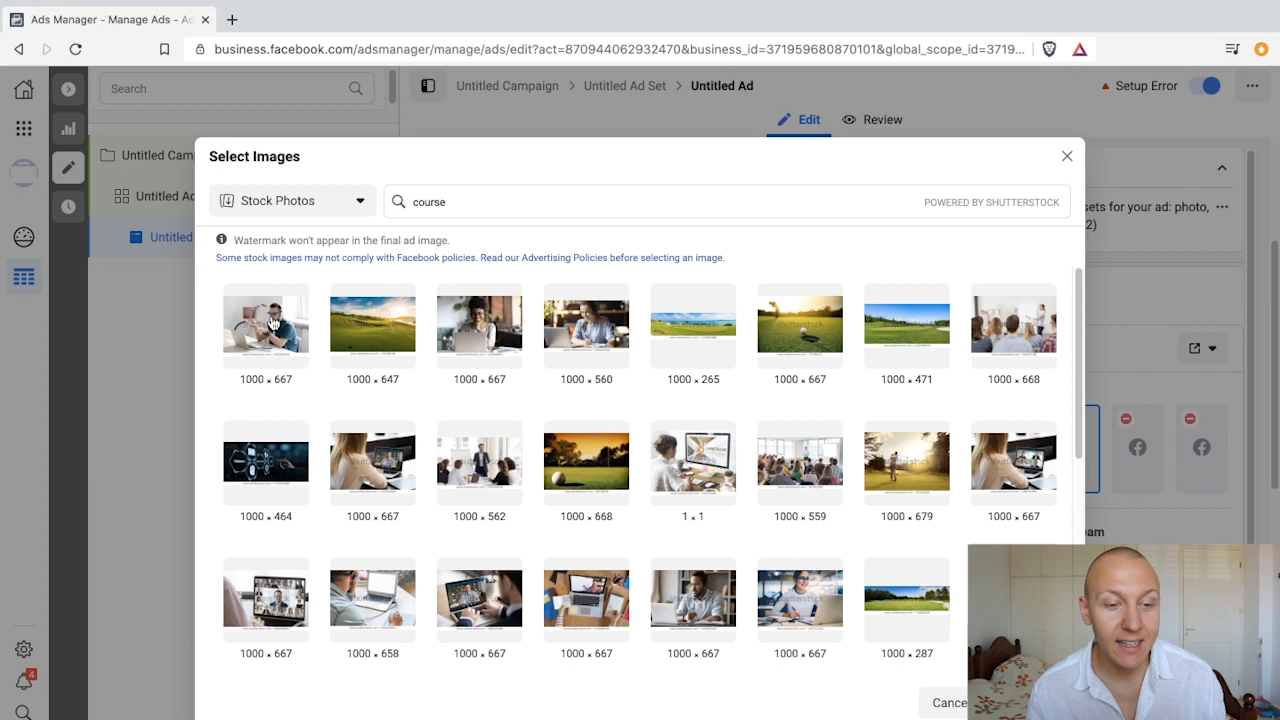 Ads Manager - Manage Ads - Ad
business.facebook.com/adsmanager/manage/ads/edit?act=870944062932470&business_id=371959680870101&global_scope_id=3719...
Search
Untitled Campaign > Untitled Ad Set > Untitled Ad
Setup Error
Edit
Review
Untitled Cam
Untitled Ad
Untitled
Select Images
Stock Photos
course
POWERED BY SHUTTERSTOCK
Watermark won't appear in the final ad image.
Some stock images may not comply with Facebook policies. Read our Advertising Policies before selecting an image.
sets for your ad: photo,
2)
1000 × 667
1000 × 647
1000 × 667
1000 × 560
1000 × 265
1000 × 667
1000 × 471
1000 × 668
1000 × 464
1000 × 667
1000 × 562
1000 × 668
1 × 1
1000 × 559
1000 × 679
1000 × 667
eam
1000 × 667
1000 × 658
1000 × 667
1000 × 667
1000 × 667
1000 × 667
1000 × 287
4
Cance